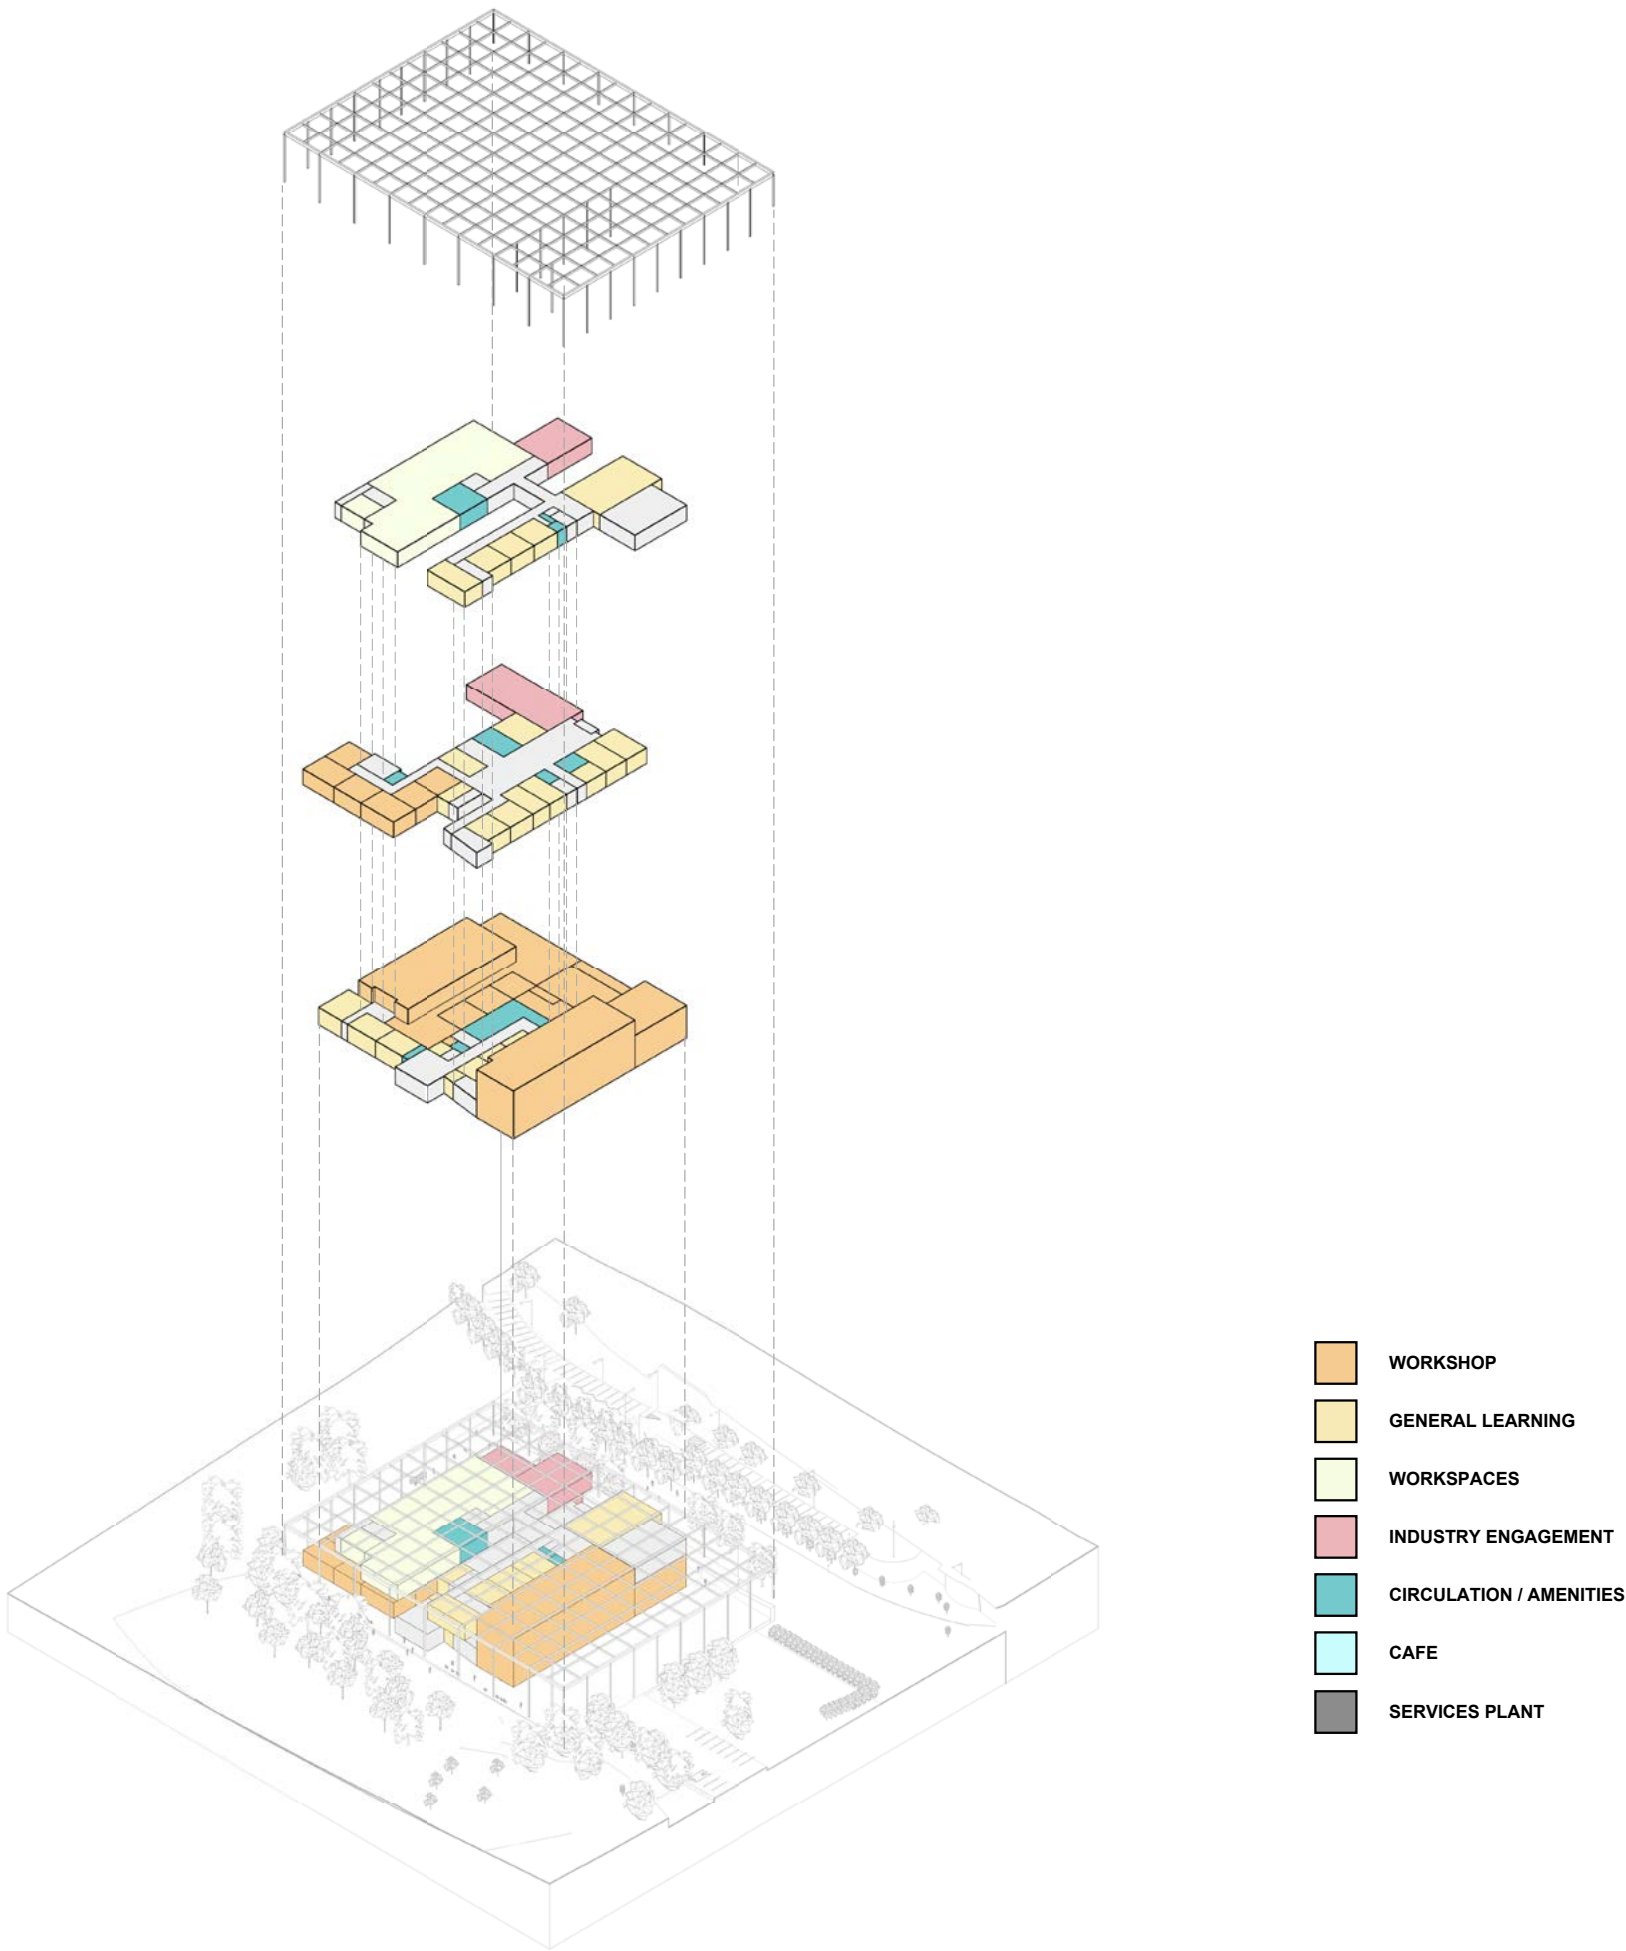 WORKSHOP
GENERAL LEARNING
WORKSPACES
INDUSTRY ENGAGEMENT
CIRCULATION / AMENITIES
CAFE
SERVICES PLANT